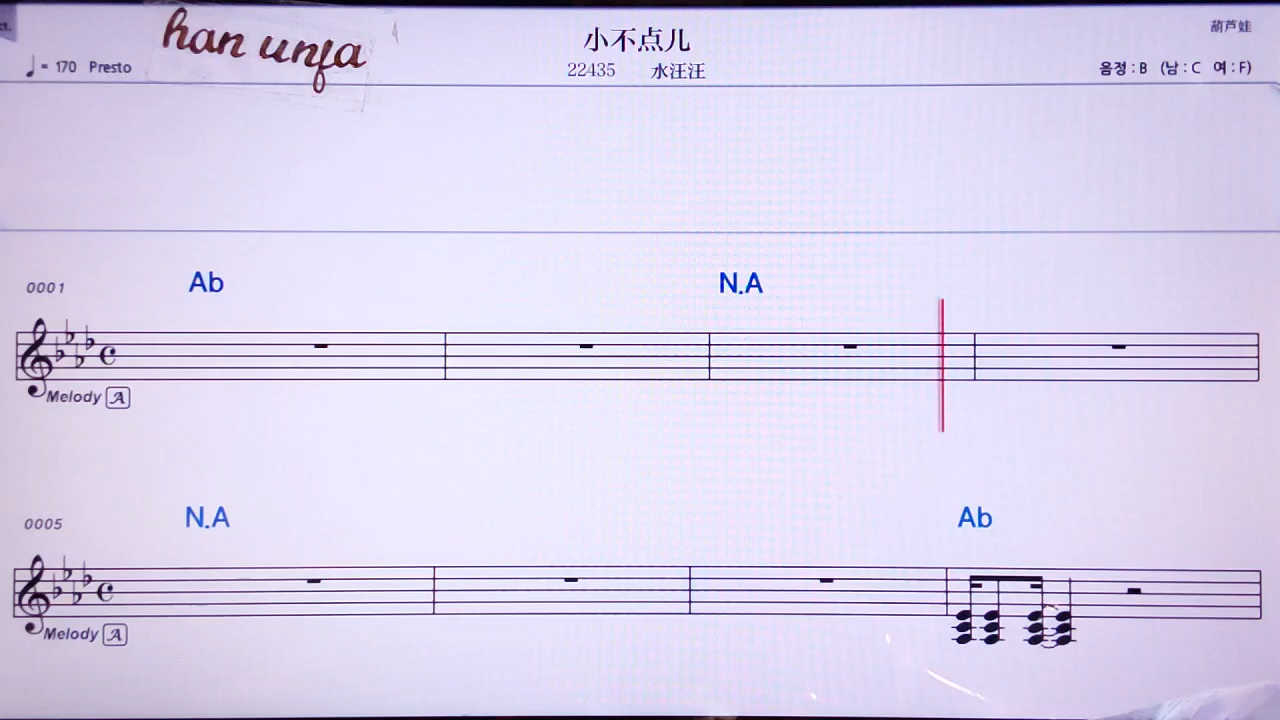 han unfa
小不点儿
葫芦娃
= 170 Presto
22435 水汪汪
음정 : B (남 : C 여 : F)
0001 Ab N.A
Melody A
0005 N.A Ab
Melody A